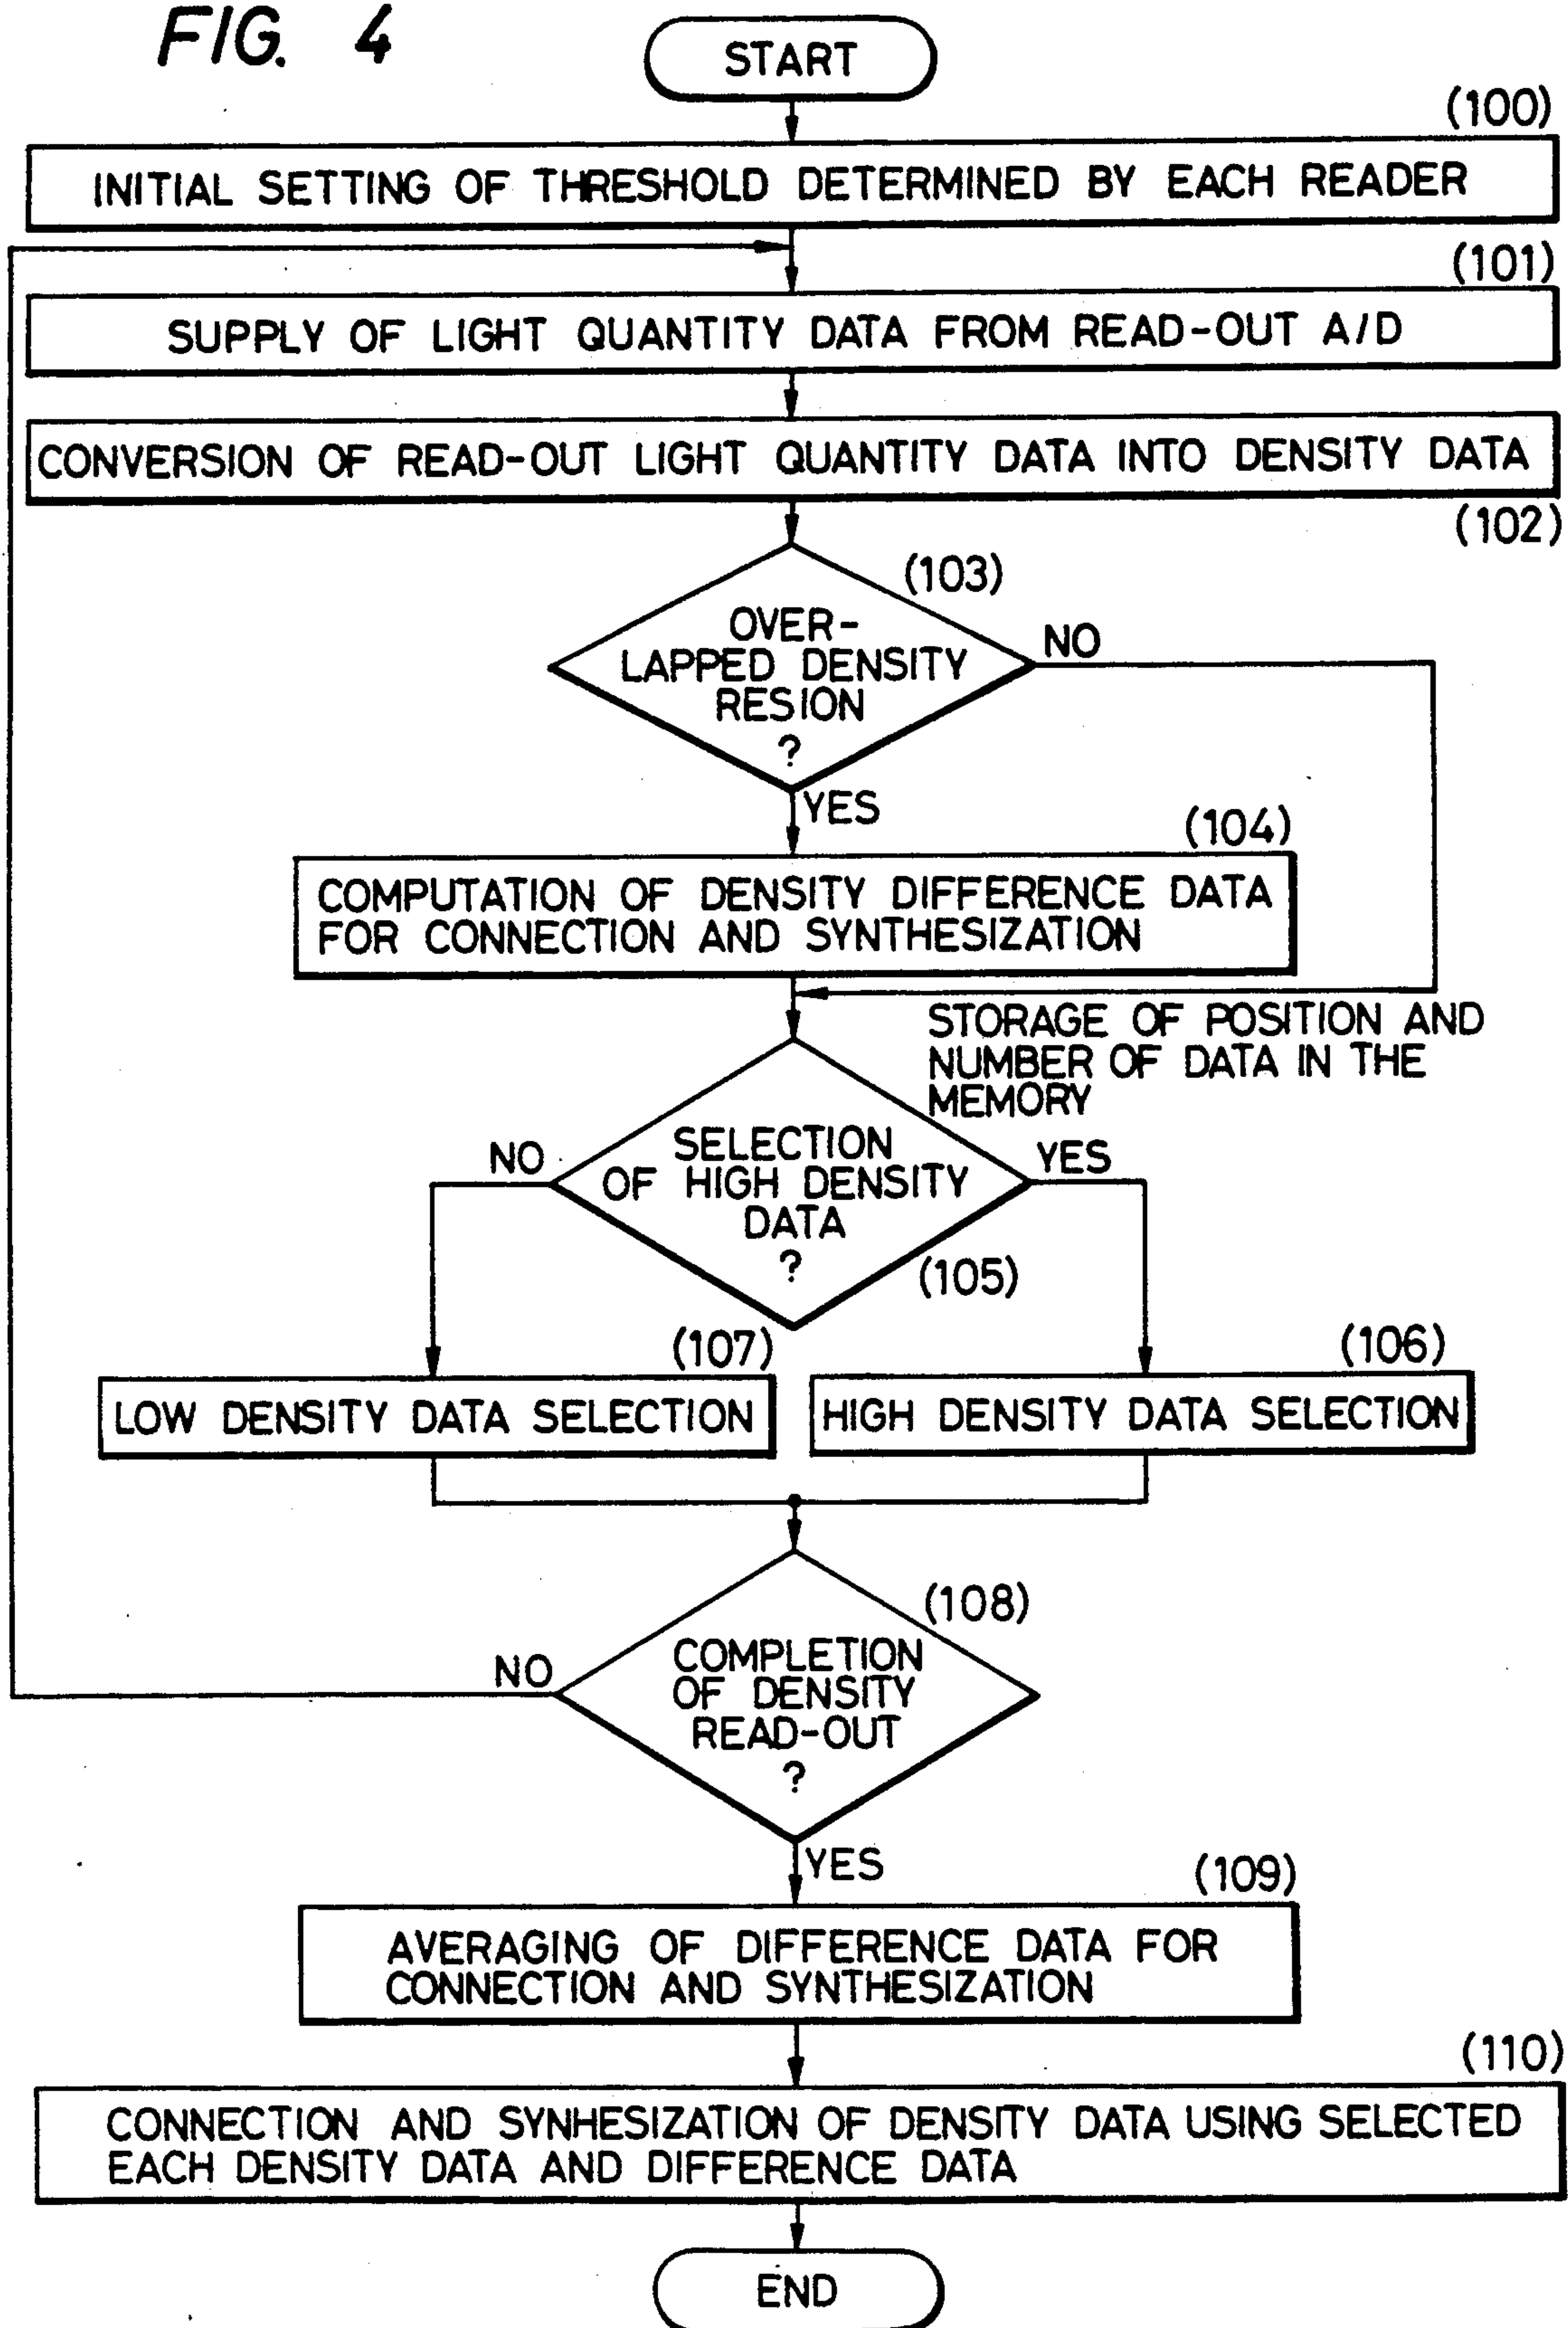 FIG. 4
START
(100)
INITIAL SETTING OF THRESHOLD DETERMINED BY EACH READER
(101)
SUPPLY OF LIGHT QUANTITY DATA FROM READ-OUT A/D
CONVERSION OF READ-OUT LIGHT QUANTITY DATA INTO DENSITY DATA
(102)
(103)
OVER-
LAPPED DENSITY
RESION
?
NO
YES
(104)
COMPUTATION OF DENSITY DIFFERENCE DATA
FOR CONNECTION AND SYNTHESIZATION
STORAGE OF POSITION AND
NUMBER OF DATA IN THE
MEMORY
SELECTION
OF HIGH DENSITY
DATA
?
NO
YES
(105)
(107)
LOW DENSITY DATA SELECTION
(106)
HIGH DENSITY DATA SELECTION
(108)
COMPLETION
OF DENSITY
READ-OUT
?
NO
YES
(109)
AVERAGING OF DIFFERENCE DATA FOR
CONNECTION AND SYNTHESIZATION
(110)
CONNECTION AND SYNHESIZATION OF DENSITY DATA USING SELECTED
EACH DENSITY DATA AND DIFFERENCE DATA
END